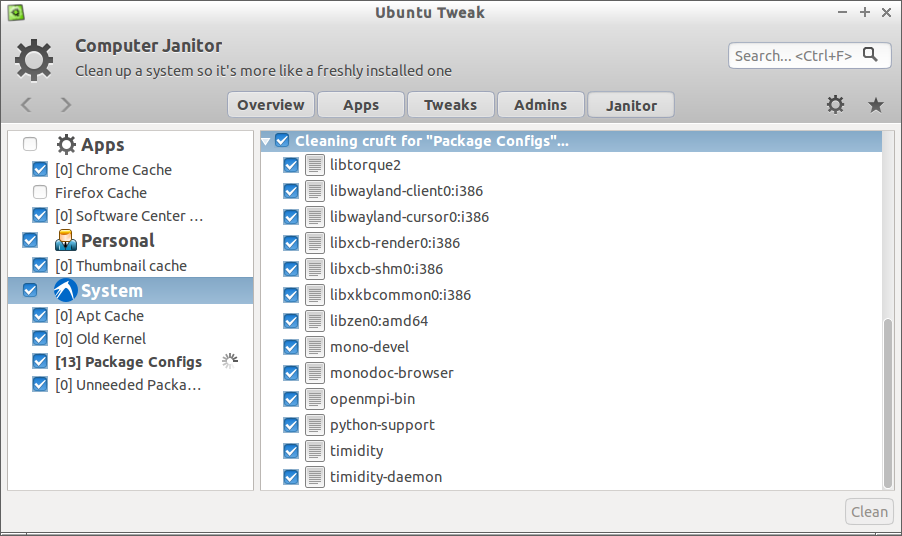 Ubuntu Tweak
Computer Janitor
Clean up a system so it's more like a freshly installed one
Search... <Ctrl+F>
Overview
Apps
Tweaks
Admins
Janitor
Apps
[0] Chrome Cache
Firefox Cache
[0] Software Center ...
Personal
[0] Thumbnail cache
System
[0] Apt Cache
[0] Old Kernel
[13] Package Configs
[0] Unneeded Packa...
Cleaning cruft for "Package Configs"...
libtorque2
libwayland-client0:i386
libwayland-cursor0:i386
libxcb-render0:i386
libxcb-shm0:i386
libxkbcommon0:i386
libzen0:amd64
mono-devel
monodoc-browser
openmpi-bin
python-support
timidity
timidity-daemon
Clean